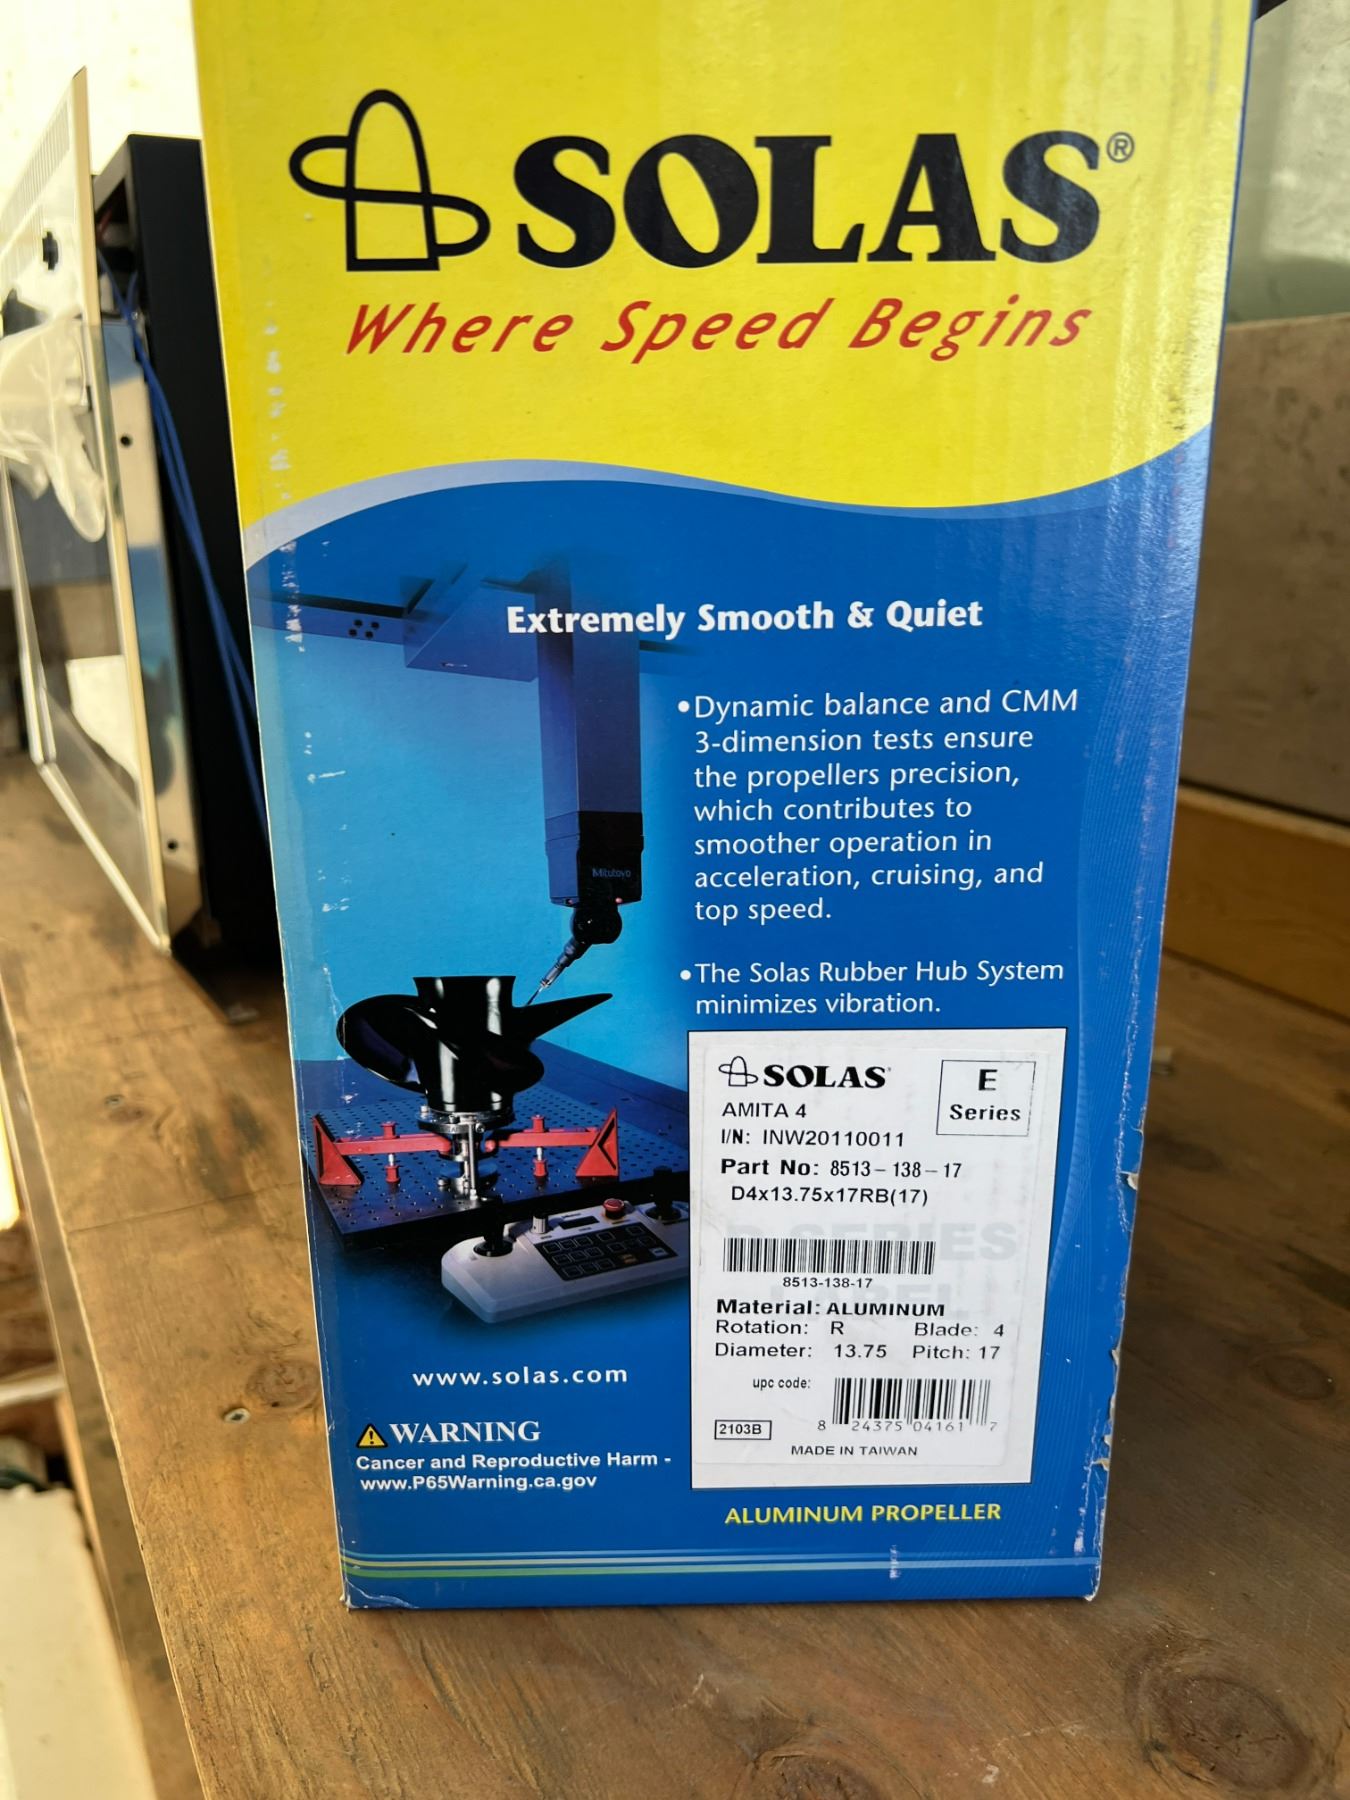 SOLAS®
Where Speed Begins
Extremely Smooth & Quiet
•Dynamic balance and CMM
3-dimension tests ensure
the propellers precision,
which contributes to
smoother operation in
acceleration, cruising, and
top speed.
•The Solas Rubber Hub System
minimizes vibration.
Mitutoyo
SOLAS
E
Series
AMITA 4
I/N: INW20110011
Part No: 8513-138-17
D4x13.75x17RB(17)
8513-138-17
Material: ALUMINUM
Rotation: R Blade: 4
Diameter: 13.75 Pitch: 17
upc code:
8 24375 04161 7
2103B
MADE IN TAIWAN
www.solas.com
WARNING
Cancer and Reproductive Harm -
www.P65Warning.ca.gov
ALUMINUM PROPELLER